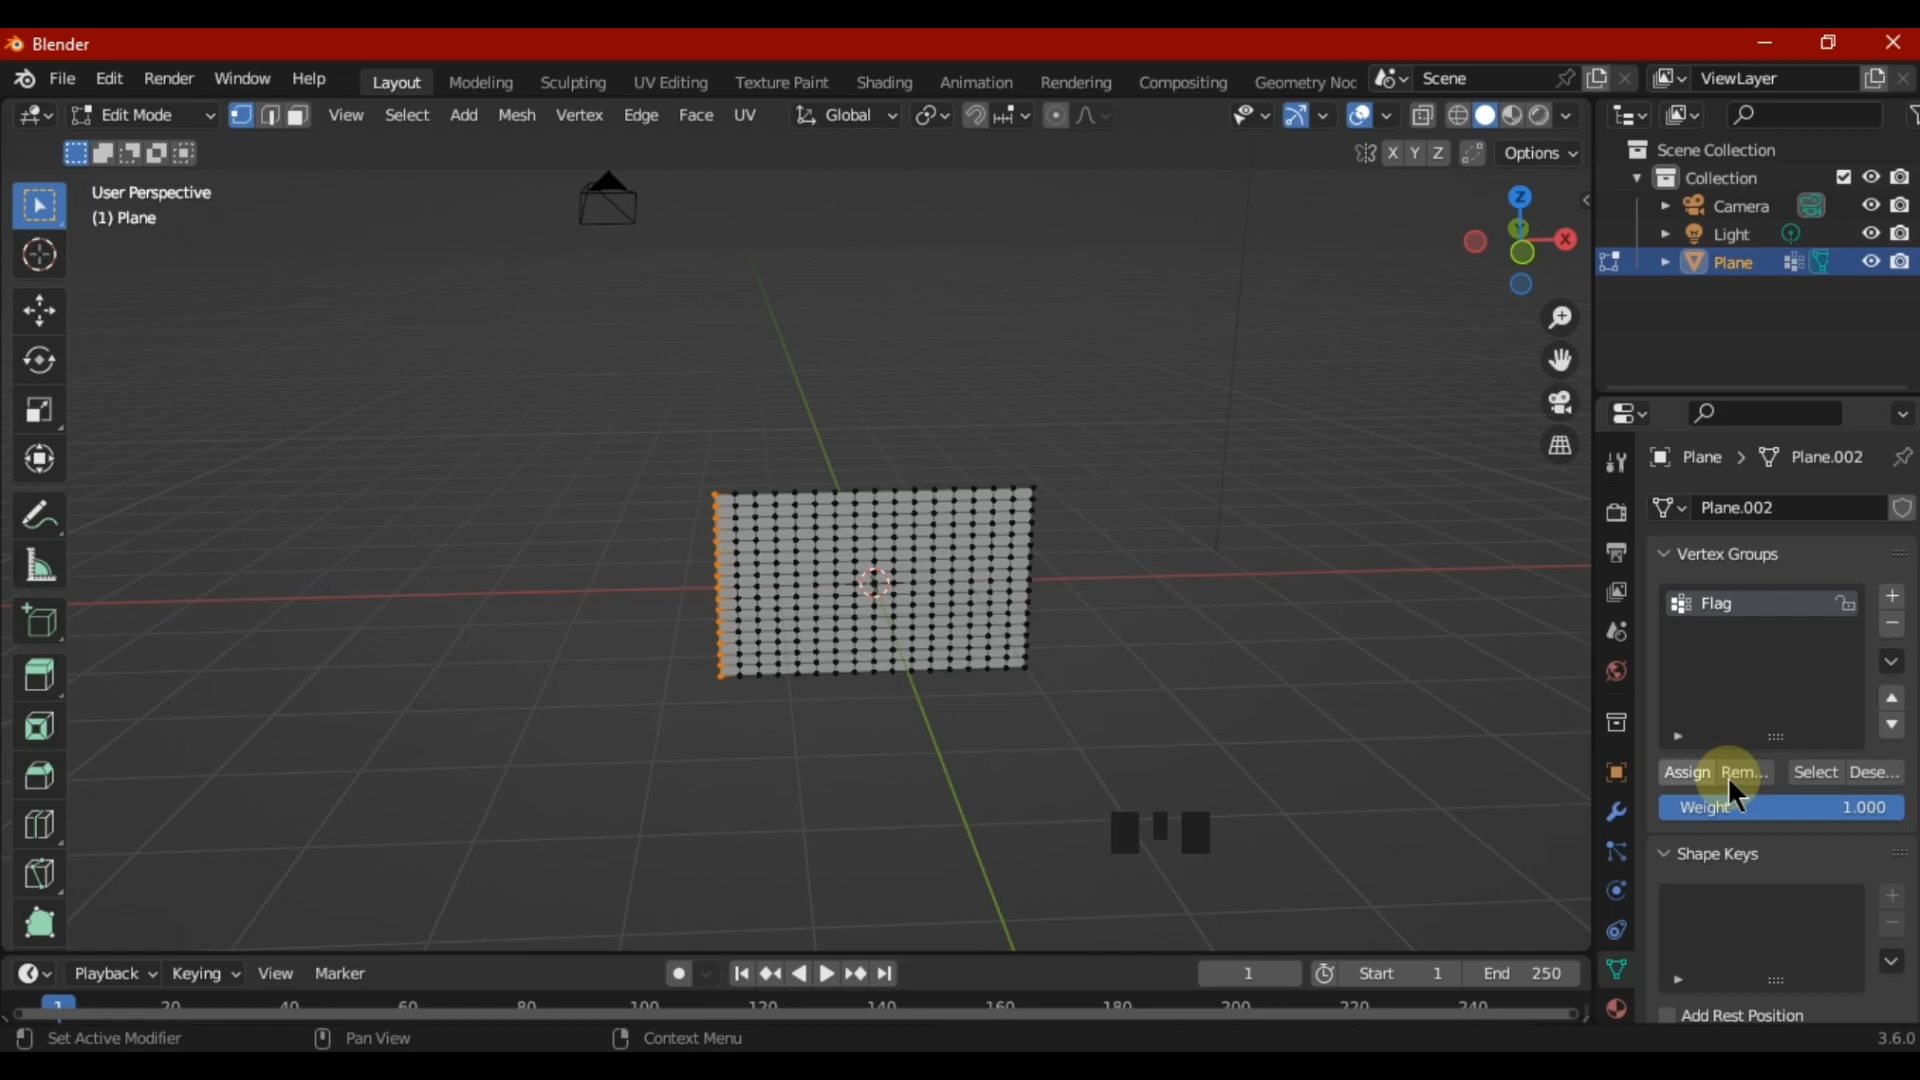 Blender
File Edit Render Window Help Layout Modeling Sculpting UV Editing Texture Paint Shading Animation Rendering Compositing Geometry Noc Scene ViewLayer
Edit Mode View Select Add Mesh Vertex Edge Face UV Global
X Y Z Options
User Perspective
(1) Plane
Z
Y
X
Scene Collection
Collection
Camera
Light
Plane
Plane > Plane.002
Plane.002
Vertex Groups
Flag
Assign Rem... Select Dese...
Weight 1.000
Shape Keys
Add Rest Position
Playback Keying View Marker 1 Start 1 End 250
1 20 40 60 80 100 120 140 160 180 200 220 240
Set Active Modifier Pan View Context Menu 3.6.0